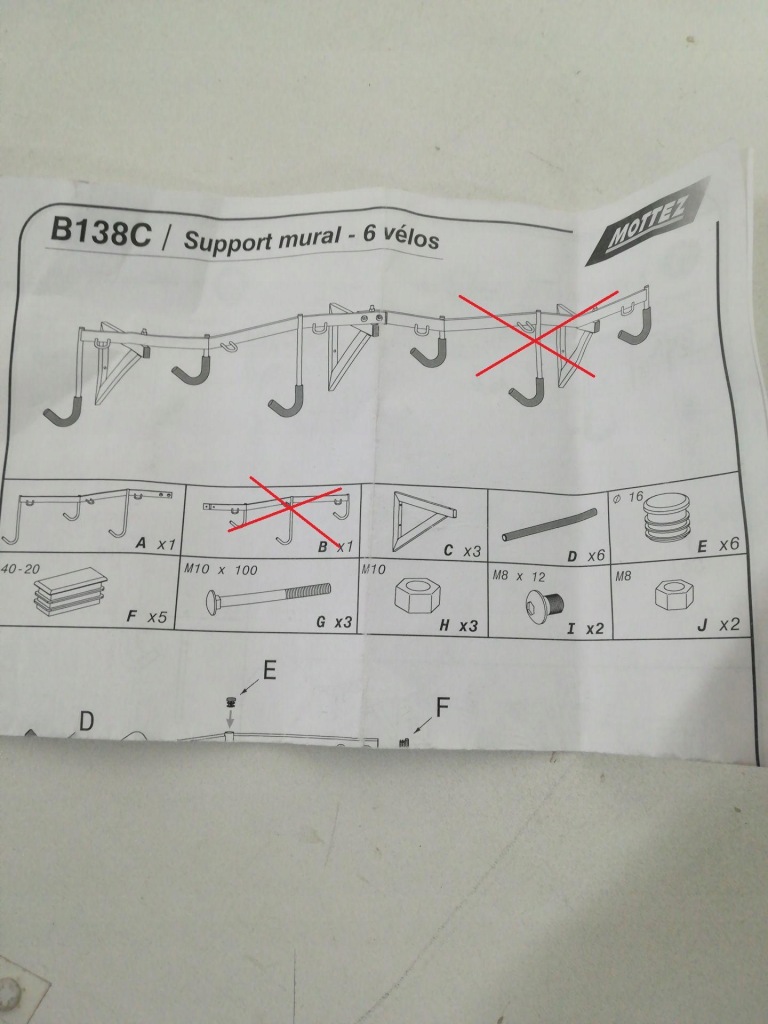 B138C / Support mural - 6 vélos
MOTTEZ
A x1
B x1
C x3
D x6
ϕ 16
E x6
40-20
F x5
M10 x 100
G x3
M10
H x3
M8 x 12
I x2
M8
J x2
E
D
F